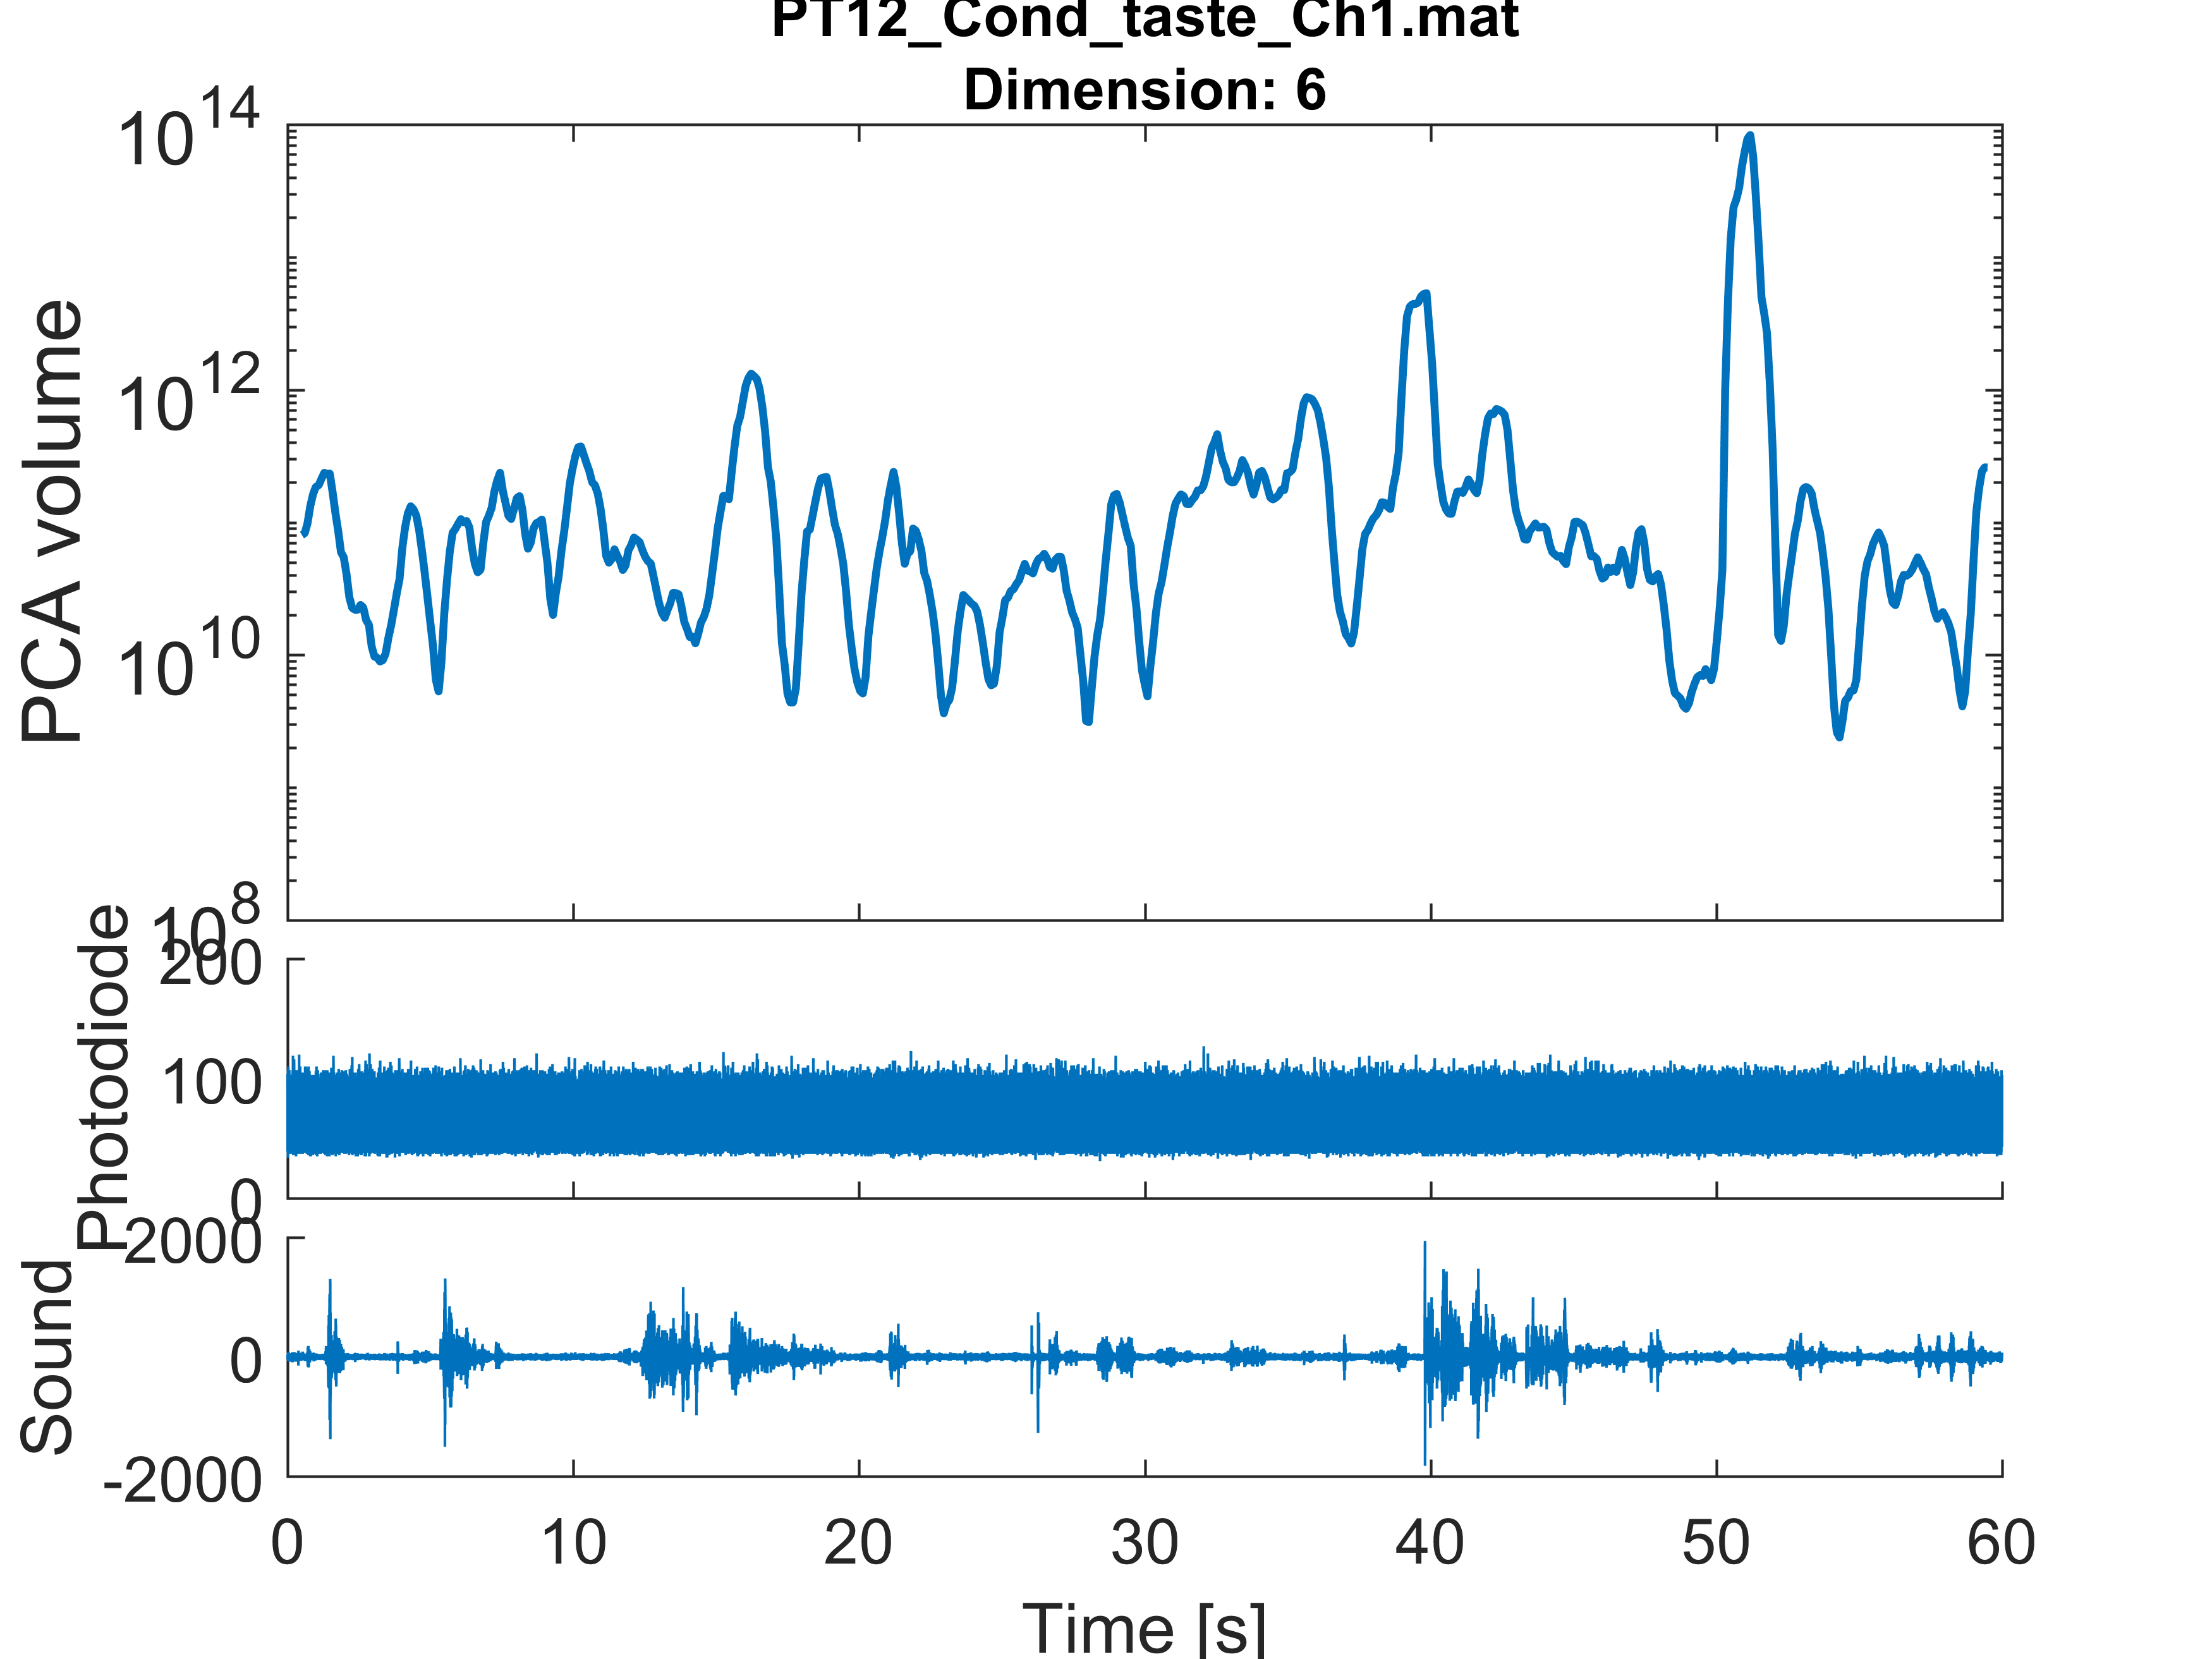 PT12_Cond_taste_Ch1.mat
Dimension: 6
PCA volume
10^14
10^12
10^10
10^8
Photodiode
200
100
0
Sound
2000
0
-2000
0 10 20 30 40 50 60
Time [s]